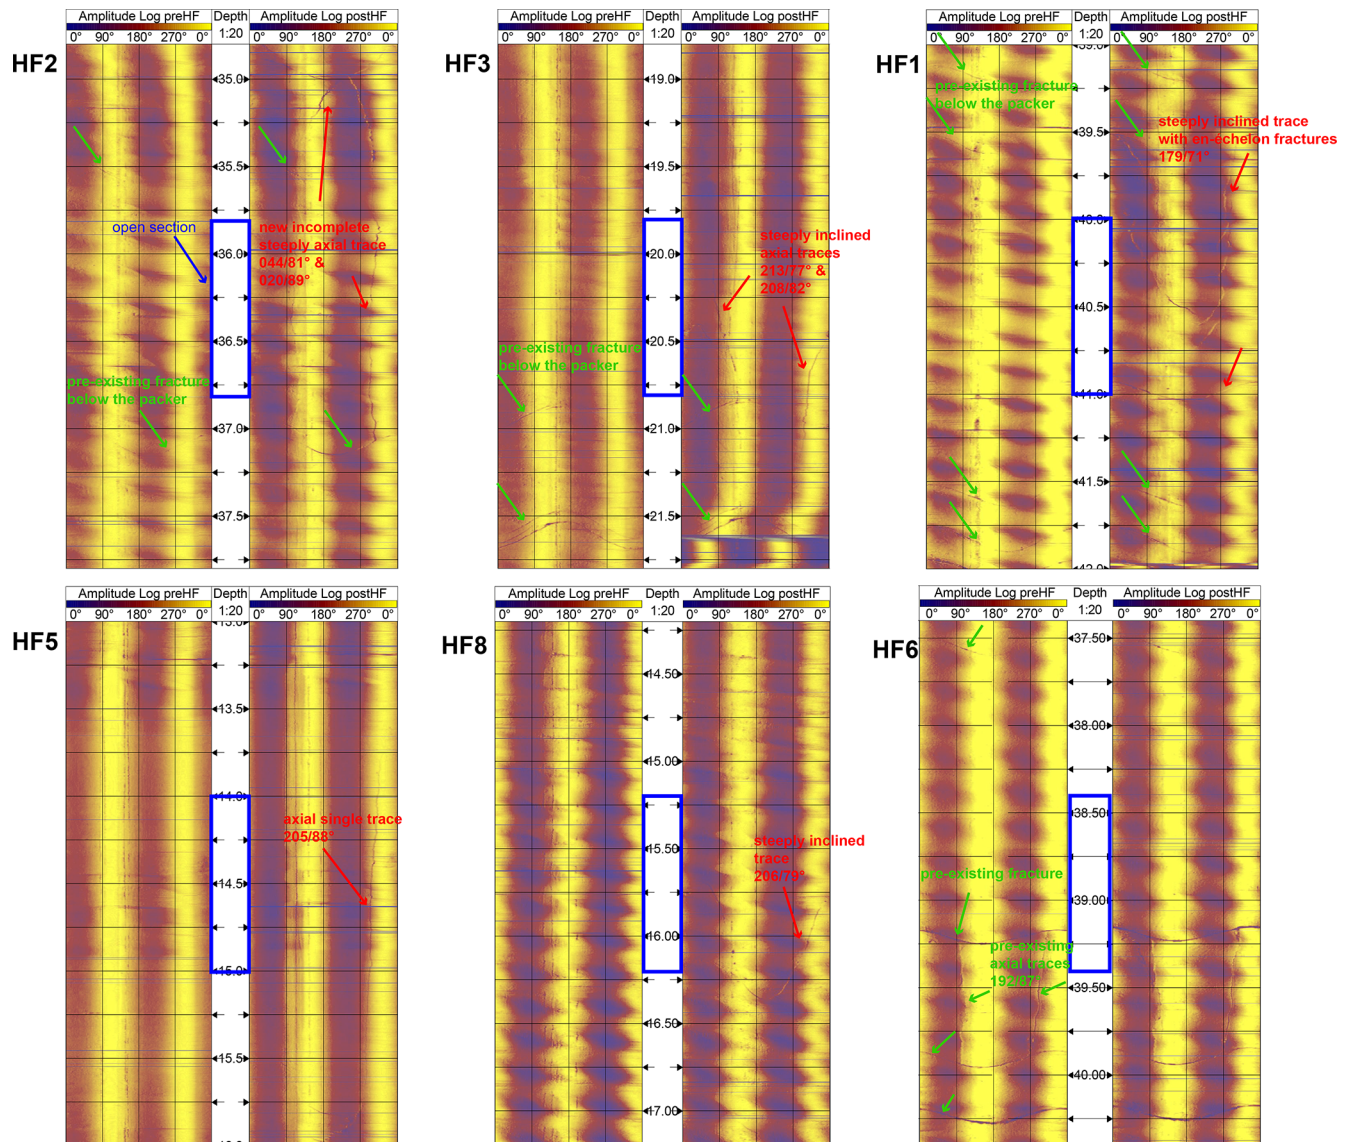 HF2
Amplitude Log preHF
Depth
Amplitude Log postHF
0° 90° 180° 270° 0°
1:20
0° 90° 180° 270° 0°
35.0
35.5
open section
36.0
new incomplete
steeply axial trace
044/81° &
020/89°
36.5
pre-existing fracture
below the packer
37.0
37.5
HF3
Amplitude Log preHF
Depth
Amplitude Log postHF
0° 90° 180° 270° 0°
1:20
0° 90° 180° 270° 0°
19.0
19.5
20.0
steeply inclined
axial traces
213/77° &
208/82°
20.5
pre-existing fracture
below the packer
21.0
21.5
HF1
Amplitude Log preHF
Depth
Amplitude Log postHF
0° 90° 180° 270° 0°
1:20
0° 90° 180° 270° 0°
39.0
pre-existing fracture
below the packer
39.5
steeply inclined trace
with en-échelon fractures
179/71°
40.0
40.5
41.0
41.5
42.0
HF5
Amplitude Log preHF
Depth
Amplitude Log postHF
0° 90° 180° 270° 0°
1:20
0° 90° 180° 270° 0°
13.0
13.5
14.0
axial single trace
205/88°
14.5
15.0
15.5
HF8
Amplitude Log preHF
Depth
Amplitude Log postHF
0° 90° 180° 270° 0°
1:20
0° 90° 180° 270° 0°
14.50
15.00
15.50
steeply inclined
trace
206/79°
16.00
16.50
17.00
HF6
Amplitude Log preHF
Depth
Amplitude Log postHF
0° 90° 180° 270° 0°
1:20
0° 90° 180° 270° 0°
37.50
38.00
38.50
pre-existing fracture
39.00
pre-existing
axial traces
192/87°
39.50
40.00